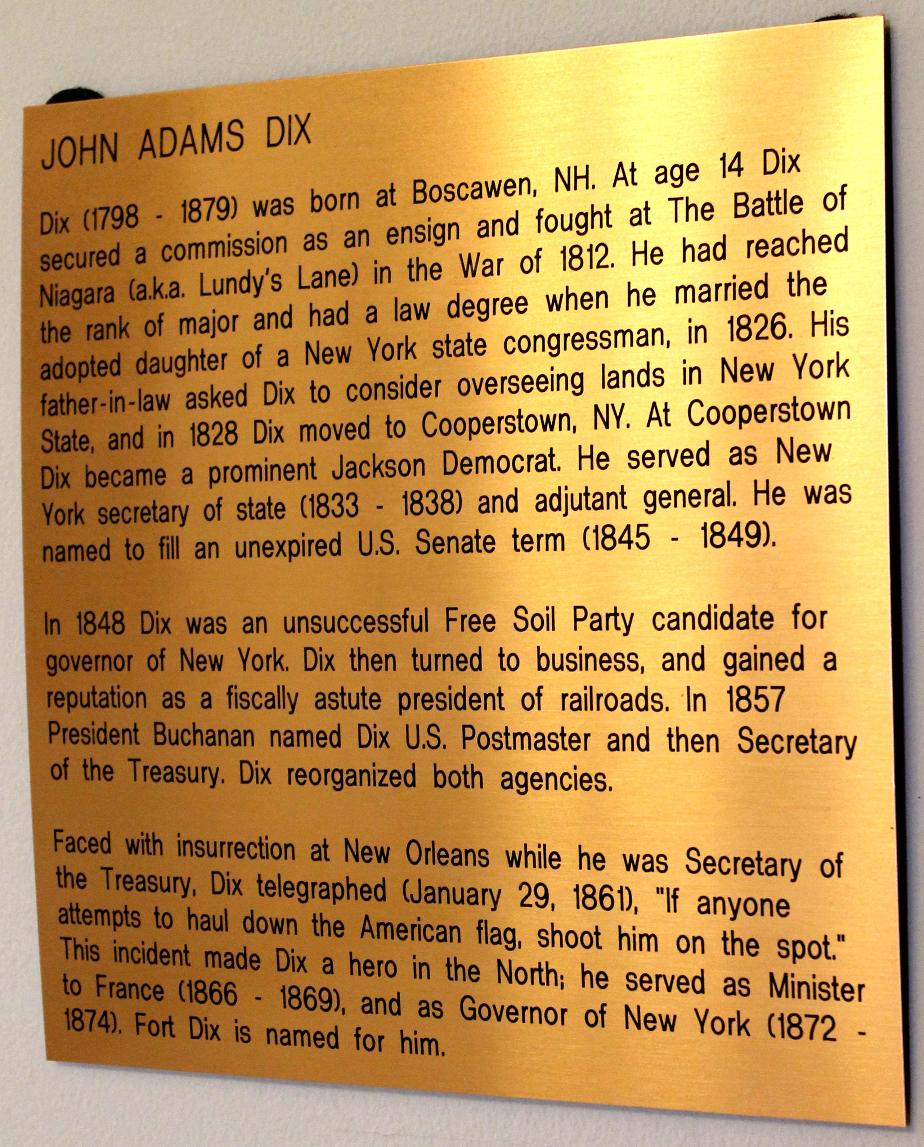 JOHN ADAMS DIX
Dix (1798 - 1879) was born at Boscawen, NH. At age 14 Dix
secured a commission as an ensign and fought at The Battle of
Niagara (a.k.a. Lundy's Lane) in the War of 1812. He had reached
the rank of major and had a law degree when he married the
adopted daughter of a New York state congressman, in 1826. His
father-in-law asked Dix to consider overseeing lands in New York
State, and in 1828 Dix moved to Cooperstown, NY. At Cooperstown
Dix became a prominent Jackson Democrat. He served as New
York secretary of state (1833 - 1838) and adjutant general. He was
named to fill an unexpired U.S. Senate term (1845 - 1849).
In 1848 Dix was an unsuccessful Free Soil Party candidate for
governor of New York. Dix then turned to business, and gained a
reputation as a fiscally astute president of railroads. In 1857
President Buchanan named Dix U.S. Postmaster and then Secretary
of the Treasury. Dix reorganized both agencies.
Faced with insurrection at New Orleans while he was Secretary of
the Treasury, Dix telegraphed (January 29, 1861), "If anyone
attempts to haul down the American flag, shoot him on the spot."
This incident made Dix a hero in the North; he served as Minister
to France (1866 - 1869), and as Governor of New York (1872 -
1874). Fort Dix is named for him.